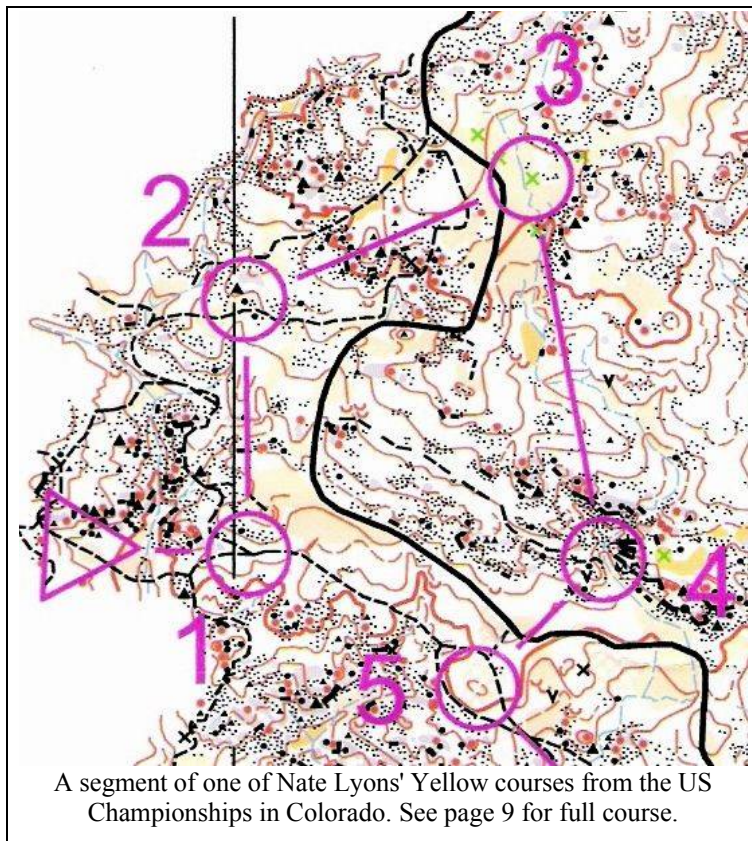 3
2
4
1
5
A segment of one of Nate Lyons' Yellow courses from the US
Championships in Colorado. See page 9 for full course.